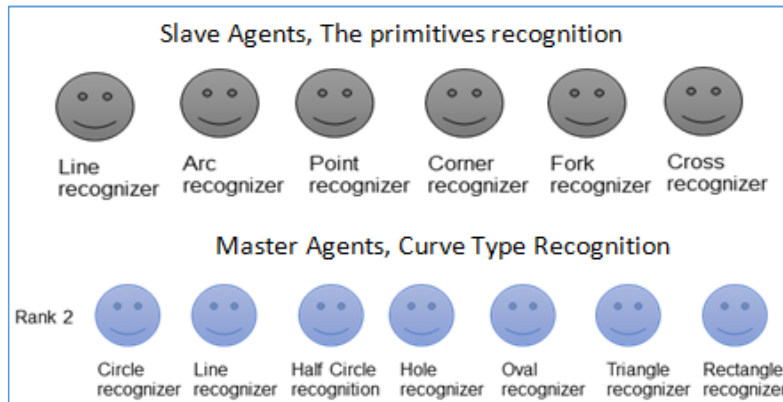 Slave Agents, The primitives recognition
Line recognizer
Arc recognizer
Point recognizer
Corner recognizer
Fork recognizer
Cross recognizer
Master Agents, Curve Type Recognition
Rank 2
Circle recognizer
Line recognizer
Half Circle recognition
Hole recognizer
Oval recognizer
Triangle recognizer
Rectangle recognizer